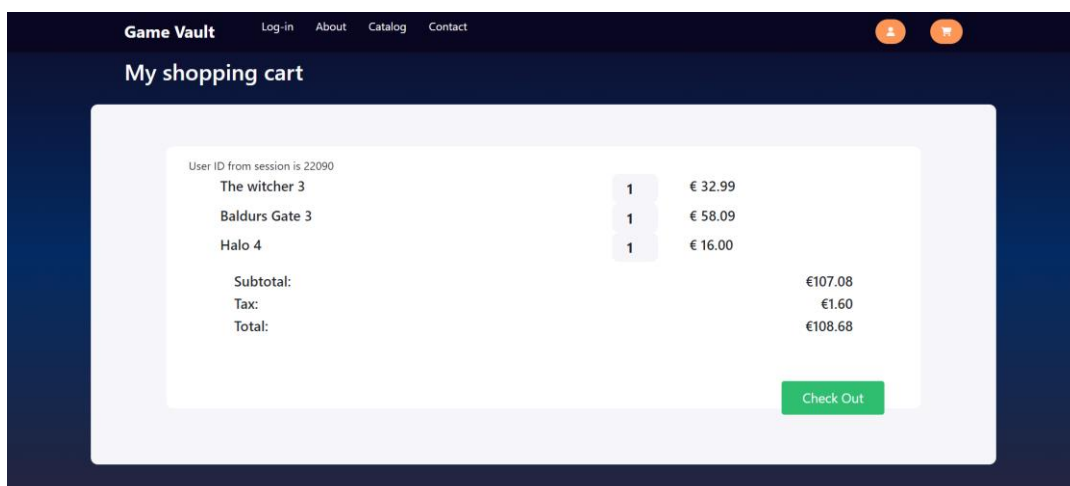 Game Vault Log-in About Catalog Contact
My shopping cart
User ID from session is 22090
The witcher 3 1 € 32.99
Baldurs Gate 3 1 € 58.09
Halo 4 1 € 16.00
Subtotal: €107.08
Tax: €1.60
Total: €108.68
Check Out